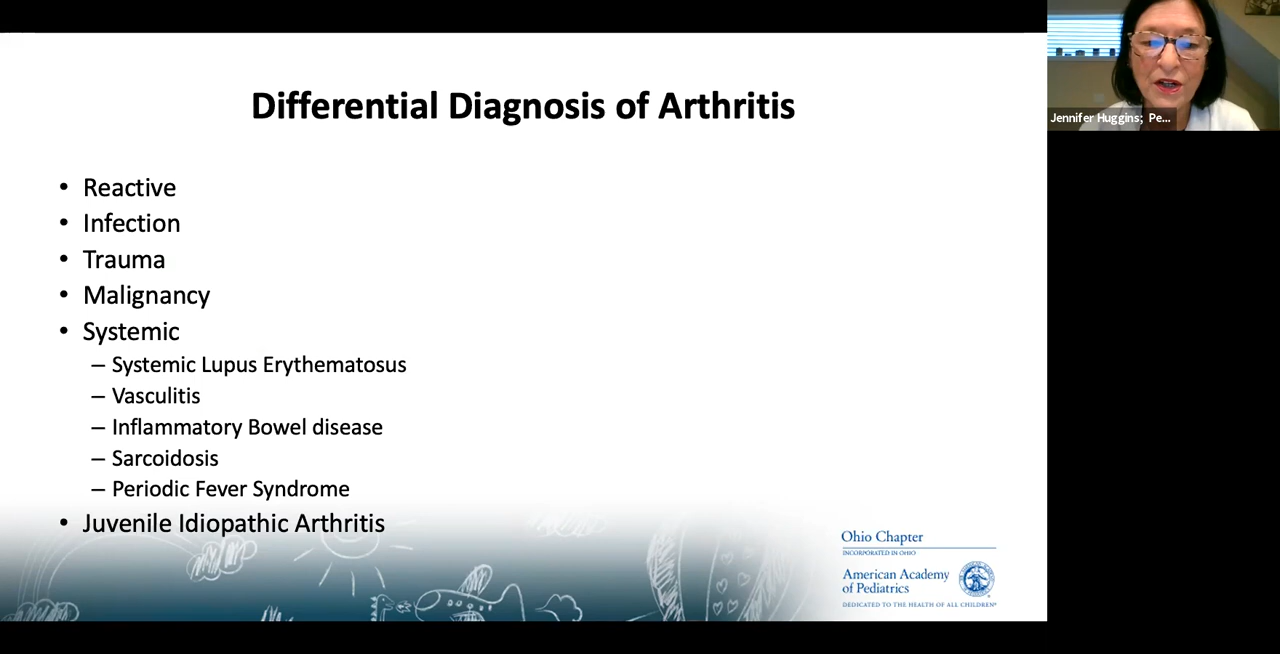 Differential Diagnosis of Arthritis
• Reactive
• Infection
• Trauma
• Malignancy
• Systemic
– Systemic Lupus Erythematosus
– Vasculitis
– Inflammatory Bowel disease
– Sarcoidosis
– Periodic Fever Syndrome
• Juvenile Idiopathic Arthritis
Jennifer Huggins; Pe...
Ohio Chapter
INCORPORATED IN OHIO
American Academy
of Pediatrics
DEDICATED TO THE HEALTH OF ALL CHILDREN®